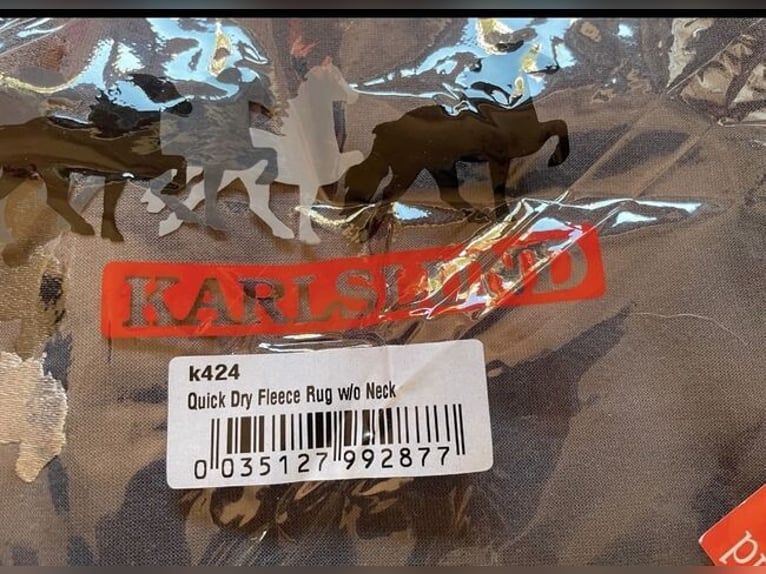 KARLSLUND
k424
Quick Dry Fleece Rug w/o Neck
0 035127 992877